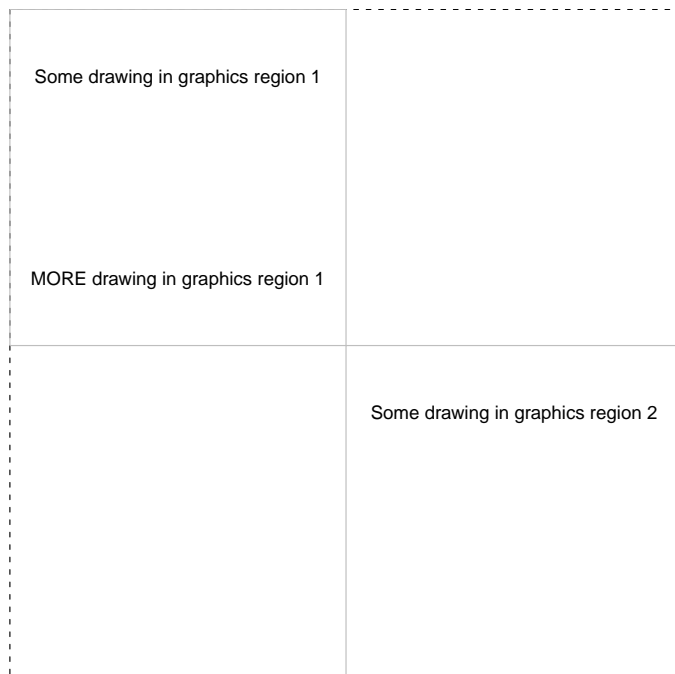 Some drawing in graphics region 1
MORE drawing in graphics region 1
Some drawing in graphics region 2